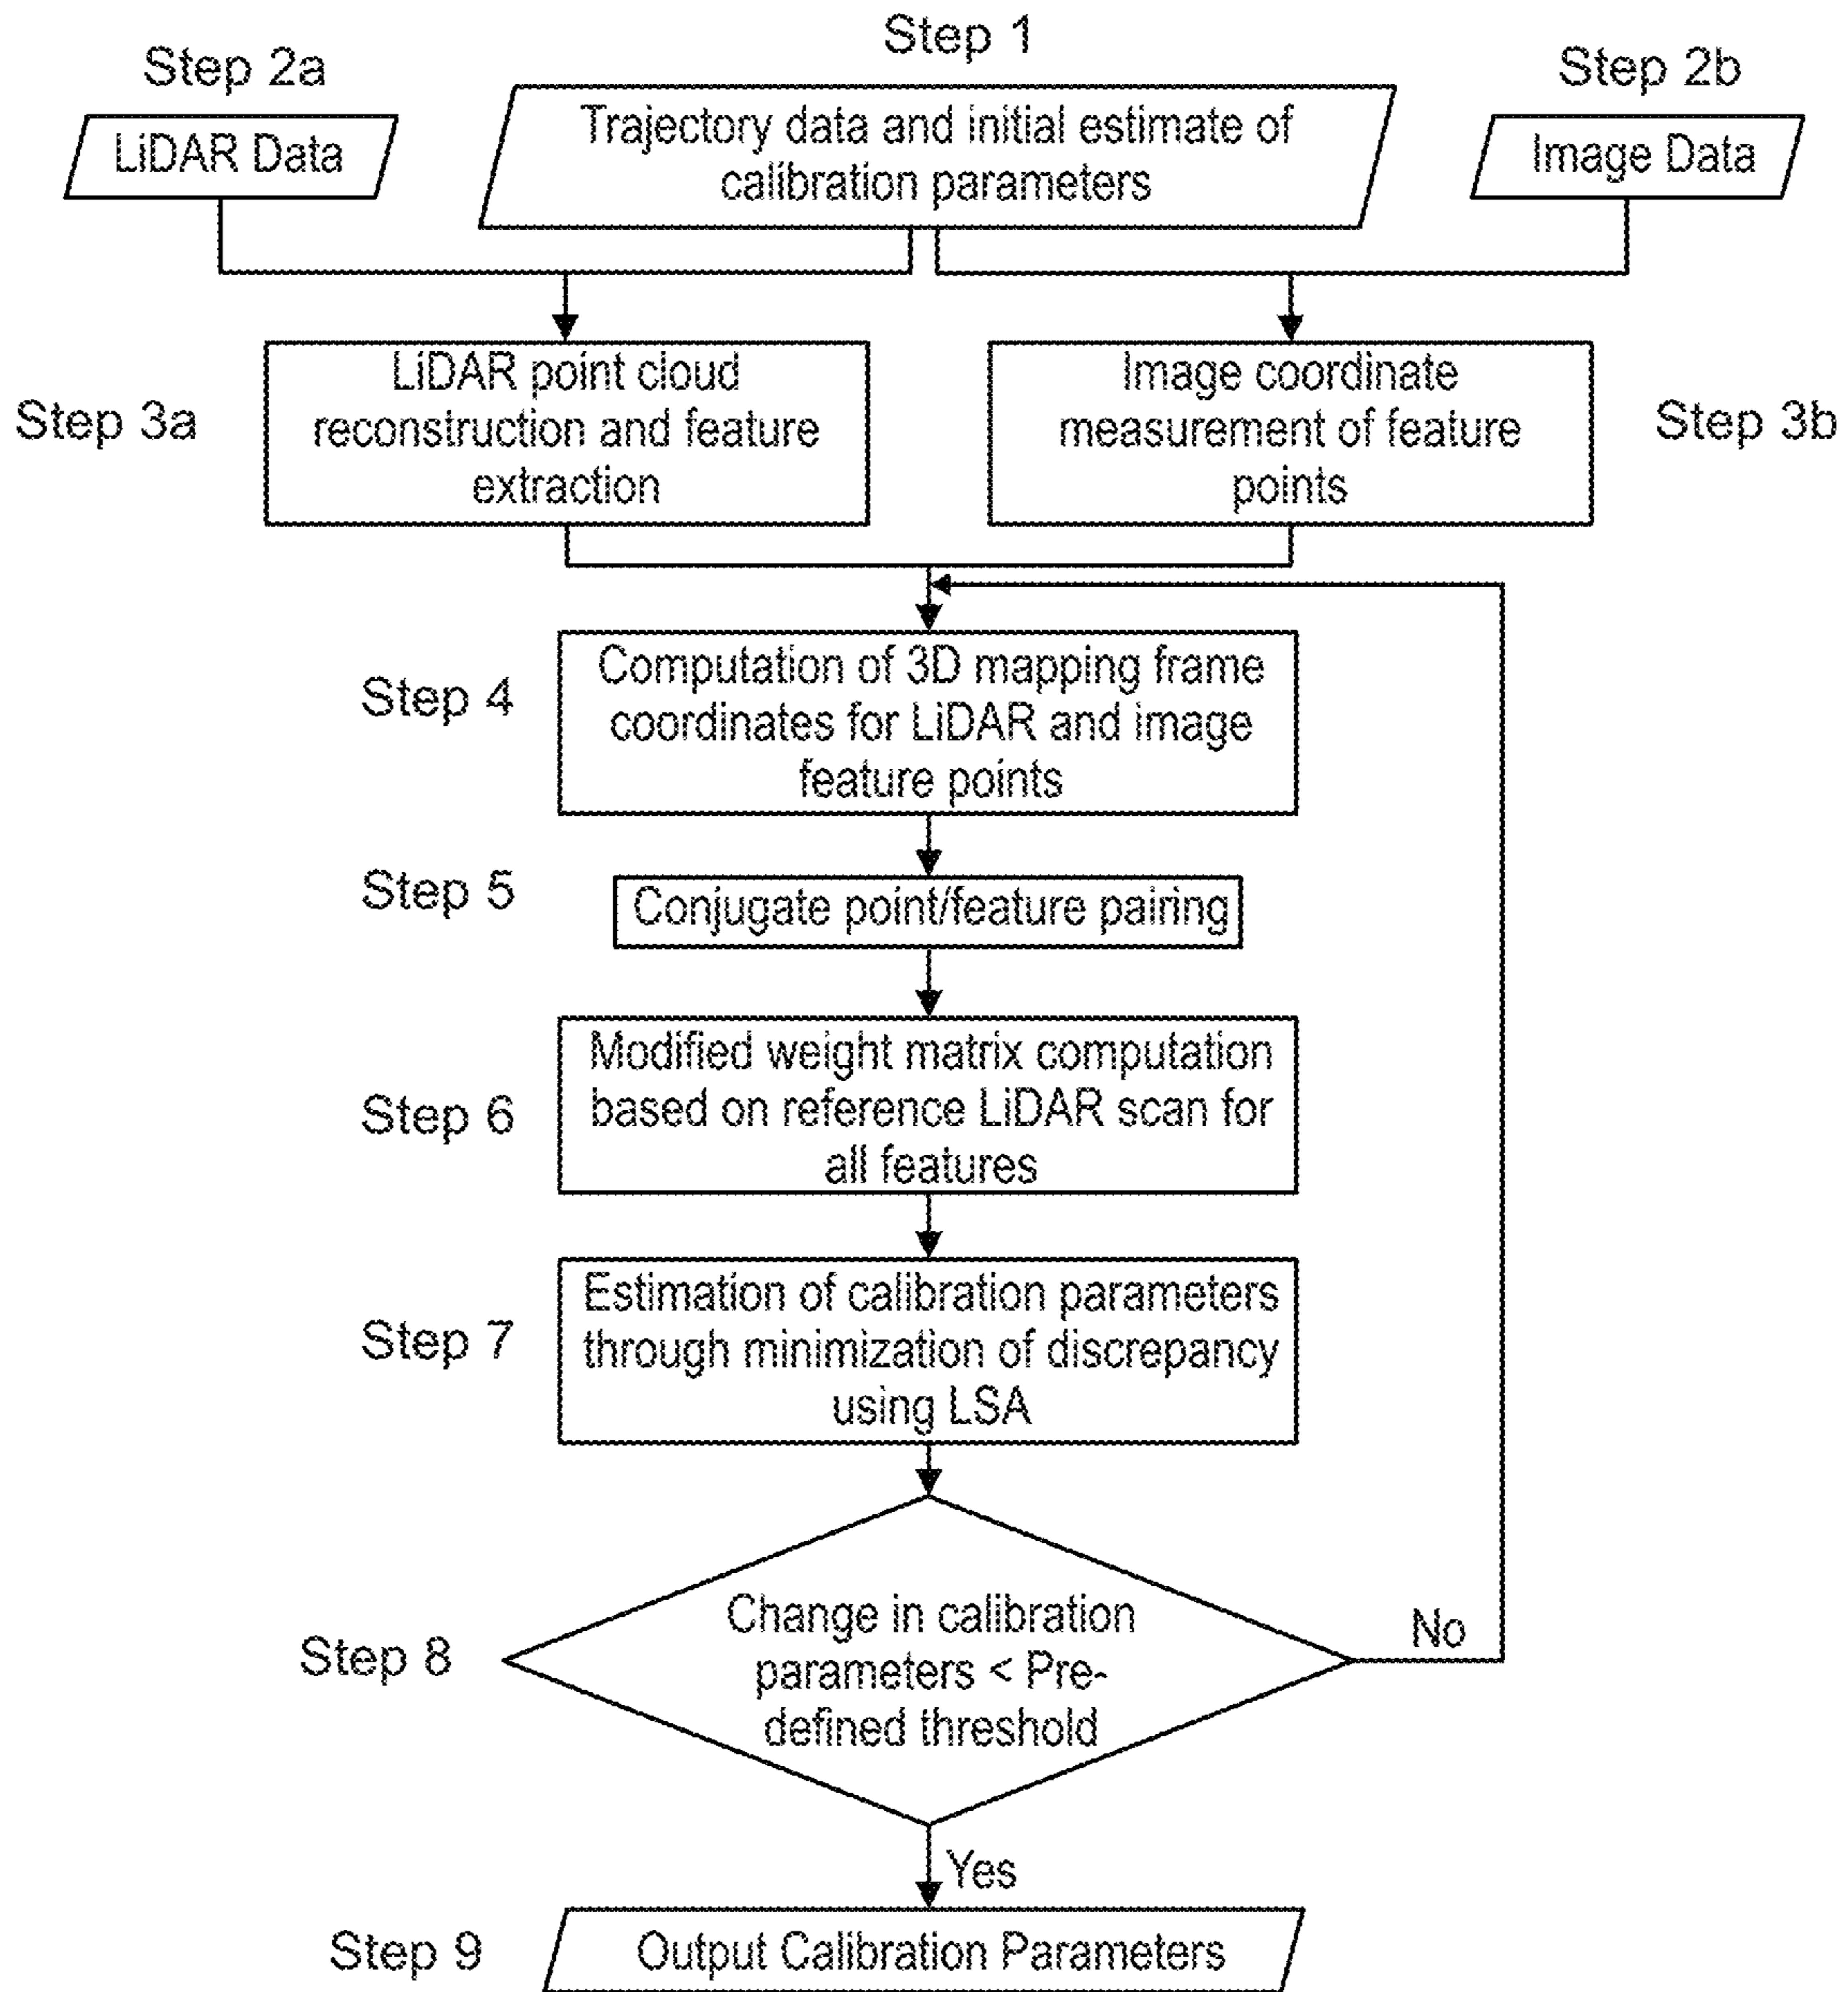 Step 1
Step 2a
Step 2b
Trajectory data and initial estimate of
calibration parameters
LiDAR Data
Image Data
Step 3a
LiDAR point cloud
reconstruction and feature
extraction
Image coordinate
measurement of feature
points
Step 3b
Step 4
Computation of 3D mapping frame
coordinates for LiDAR and image
feature points
Step 5
Conjugate point/feature pairing
Step 6
Modified weight matrix computation
based on reference LiDAR scan for
all features
Step 7
Estimation of calibration parameters
through minimization of discrepancy
using LSA
Step 8
Change in calibration
parameters < Pre-
defined threshold
No
Yes
Step 9
Output Calibration Parameters